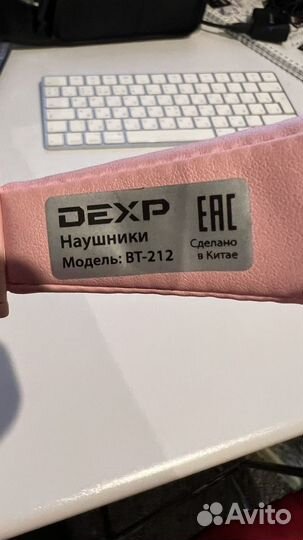 DEXP
Наушники
Модель: BT-212
EAC
Сделано
в Китае
Avito